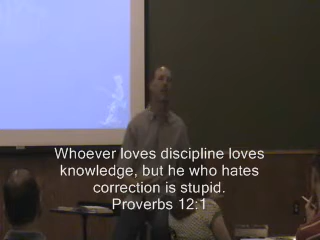 Whoever loves discipline loves
knowledge, but he who hates
correction is stupid.
Proverbs 12:1